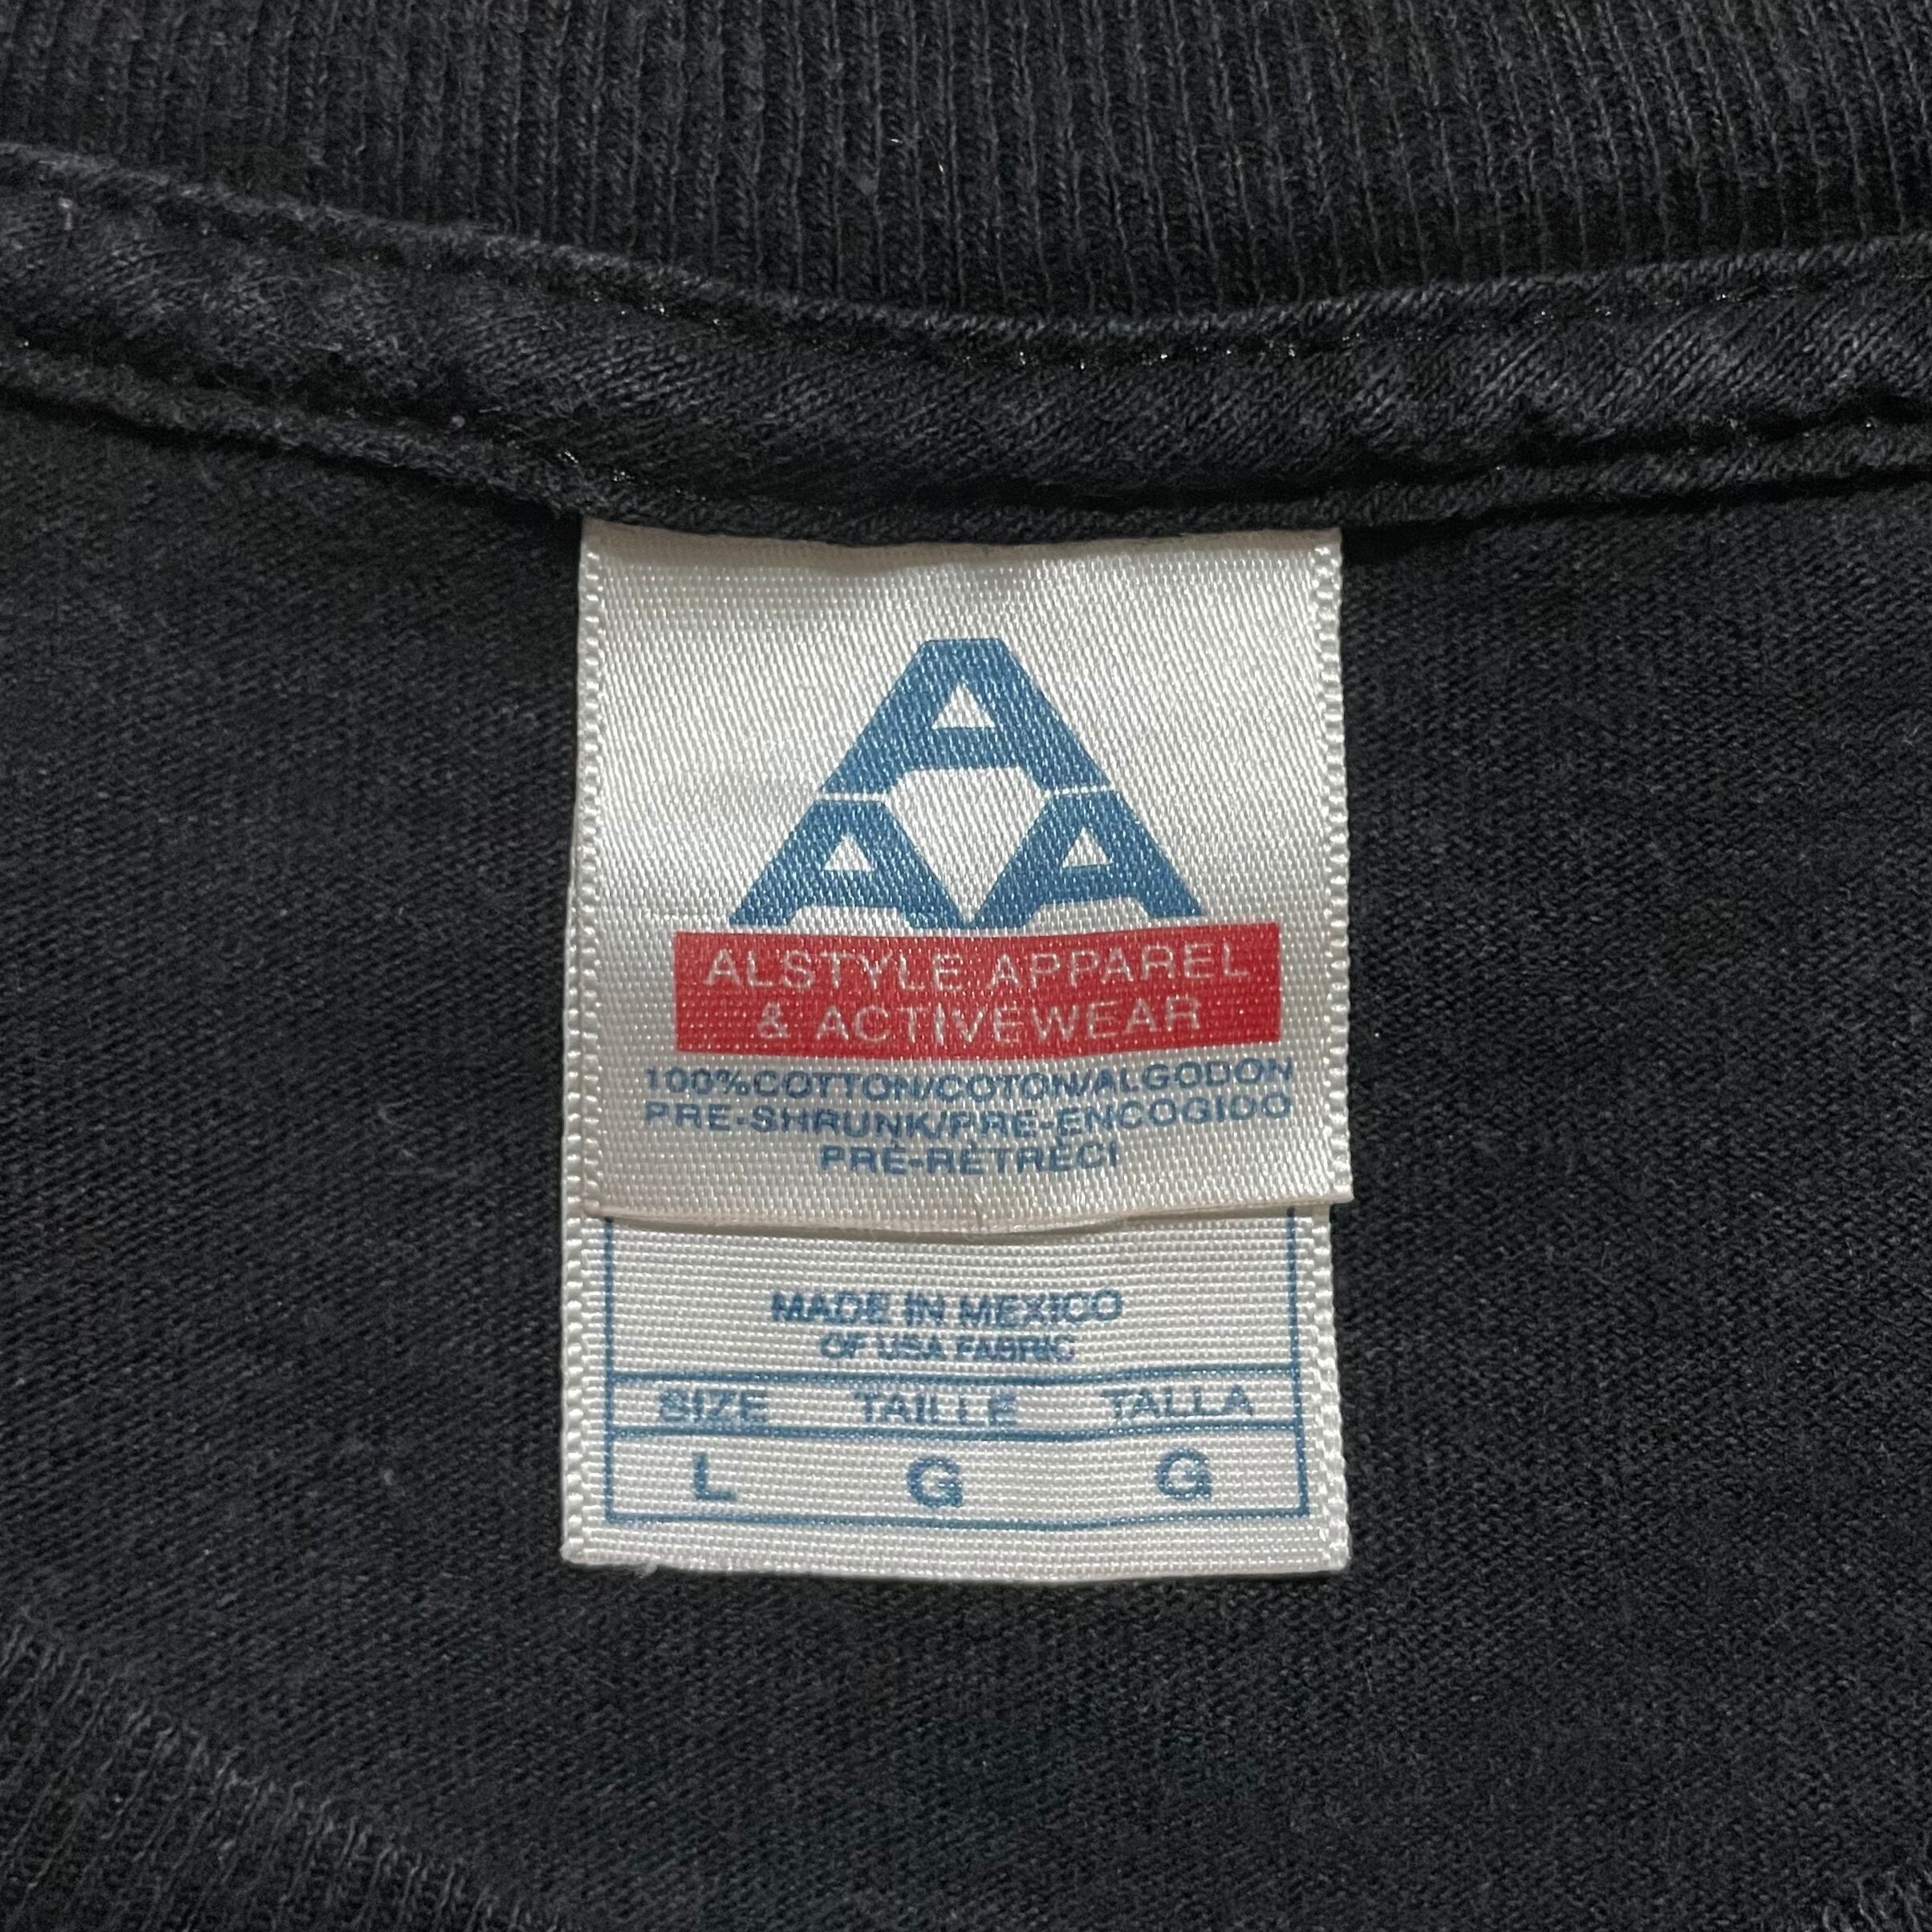 A
A A
ALSTYLE APPAREL
& ACTIVEWEAR
100%COTTON/COTON/ALGODON
PRE-SHRUNK/PRE-ENCOGIDO
PRÉ-RÉTRÉCI
MADE IN MEXICO
OF USA FABRIC
SIZE TAILLE TALLA
L G G